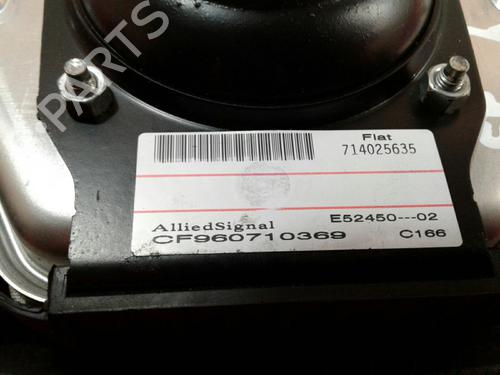 PARTS
Fiat
714025635
AlliedSignal
E52450---02
CF960710369
C166